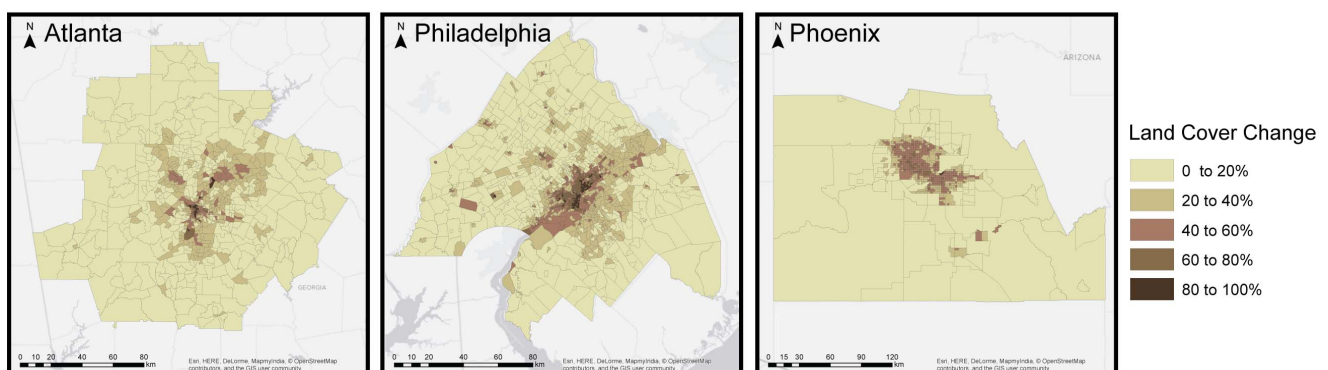 N
Atlanta
GEORGIA
0 10 20 40 60 80
km
Esri, HERE, DeLorme, MapmyIndia, © OpenStreetMap
contributors, and the GIS user community
N
Philadelphia
0 10 20 40 60 80
km
Esri, HERE, DeLorme, MapmyIndia, © OpenStreetMap
contributors, and the GIS user community
N
Phoenix
ARIZONA
0 15 30 60 90 120
km
Esri, HERE, DeLorme, MapmyIndia, © OpenStreetMap
contributors, and the GIS user community
Land Cover Change
0 to 20%
20 to 40%
40 to 60%
60 to 80%
80 to 100%